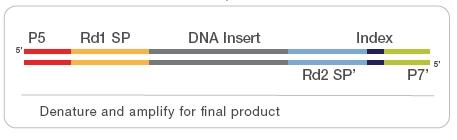 P5 Rd1 SP DNA Insert Index
5'
5'
Rd2 SP' P7'
Denature and amplify for final product